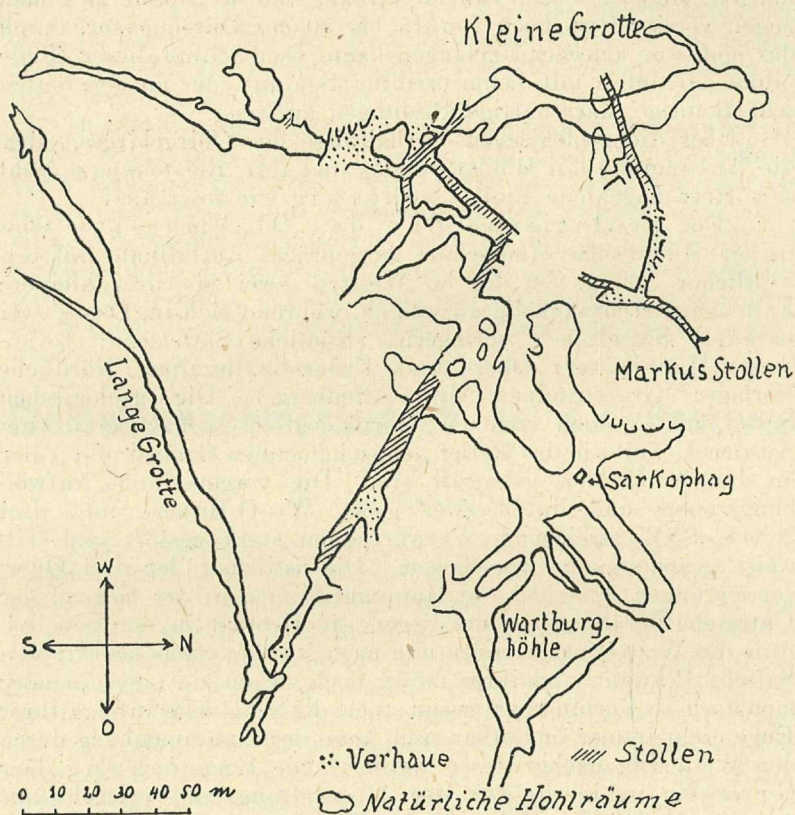 Kleine Grotte
Markus Stollen
Lange Grotte
Sarkophag
W
S
N
O
Wartburg-
höhle
Verhaue
Stollen
0 10 20 30 40 50 m
Natürliche Hohlräume